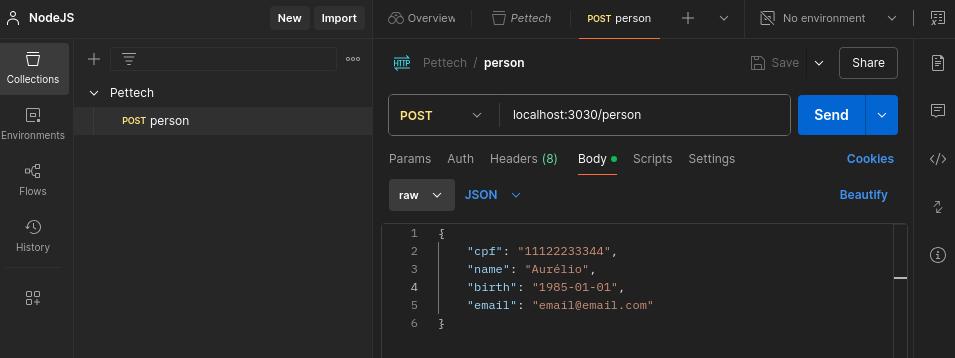 NodeJS
New
Import
Overview
Pettech
POST person
No environment
Collections
Environments
Flows
History
Pettech
POST person
HTTP
Pettech / person
Save
Share
POST
localhost:3030/person
Send
Params
Auth
Headers (8)
Body
Scripts
Settings
Cookies
raw
JSON
Beautify
1 {
2 "cpf": "11122233344",
3 "name": "Aurélio",
4 "birth": "1985-01-01",
5 "email": "email@email.com"
6 }